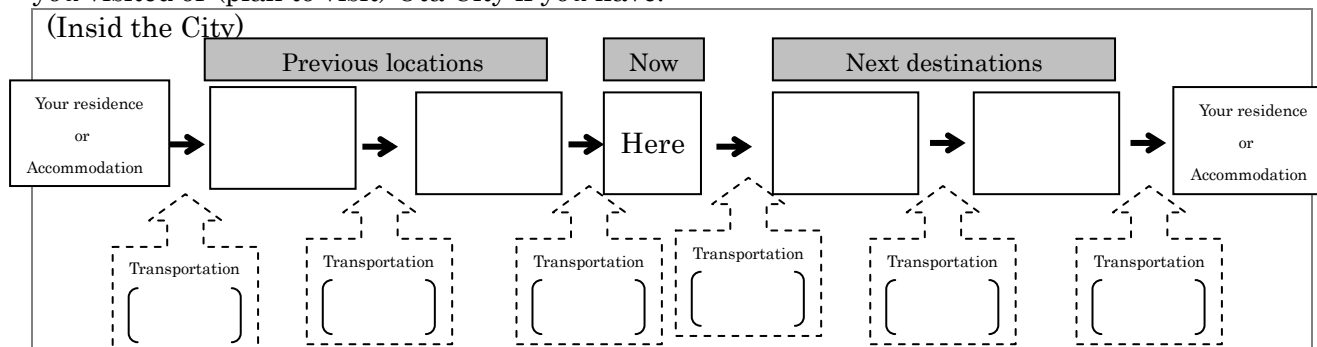 you visited or (plan to visit) Ota City if you have.
(Insid the City)
Previous locations Now Next destinations
Your residence
or
Accommodation
Here
Your residence
or
Accommodation
Transportation
Transportation
Transportation
Transportation
Transportation
Transportation